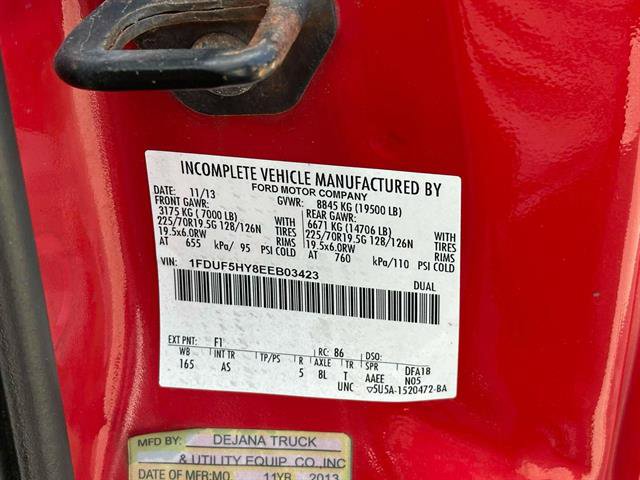 INCOMPLETE VEHICLE MANUFACTURED BY
FORD MOTOR COMPANY
DATE: 11/13 GVWR: 8845 KG (19500 LB)
FRONT GAWR: REAR GAWR:
3175 KG (7000 LB) WITH 6671 KG (14706 LB) WITH
225/70R19.5G 128/126N TIRES 225/70R19.5G 128/126N TIRES
19.5x6.0RW RIMS 19.5x6.0RW RIMS
AT 655 kPa/ 95 PSI COLD AT 760 kPa/110 PSI COLD
VIN: 1FDUF5HY8EEB03423 DUAL
EXT PNT: F1 RC: 86 DSO:
WB INT TR TP/PS R AXLE TR SPR DFA18
165 AS 5 8L T AAEE N05
UNC ▽5U5A-1520472-BA
MFD BY: DEJANA TRUCK
& UTILITY EQUIP. CO.,INC
DATE OF MFR:MO. 11YR 2013